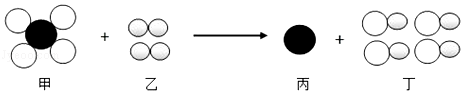 + +
甲 乙 丙 丁